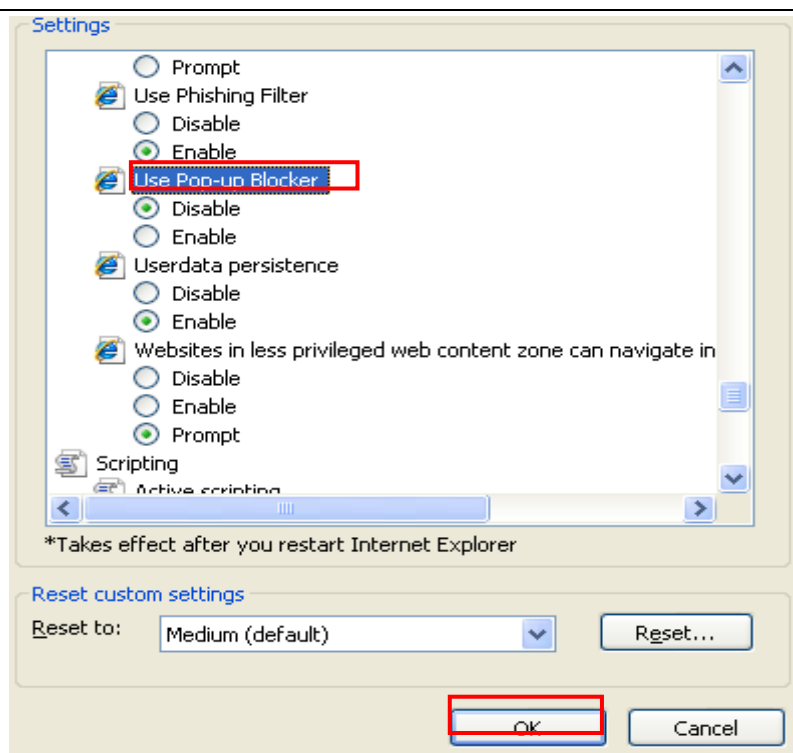 Settings
Prompt
Use Phishing Filter
Disable
Enable
Use Pop-up Blocker
Disable
Enable
Userdata persistence
Disable
Enable
Websites in less privileged web content zone can navigate in
Disable
Enable
Prompt
Scripting
Active scripting
*Takes effect after you restart Internet Explorer
Reset custom settings
Reset to: Medium (default) Reset...
OK Cancel